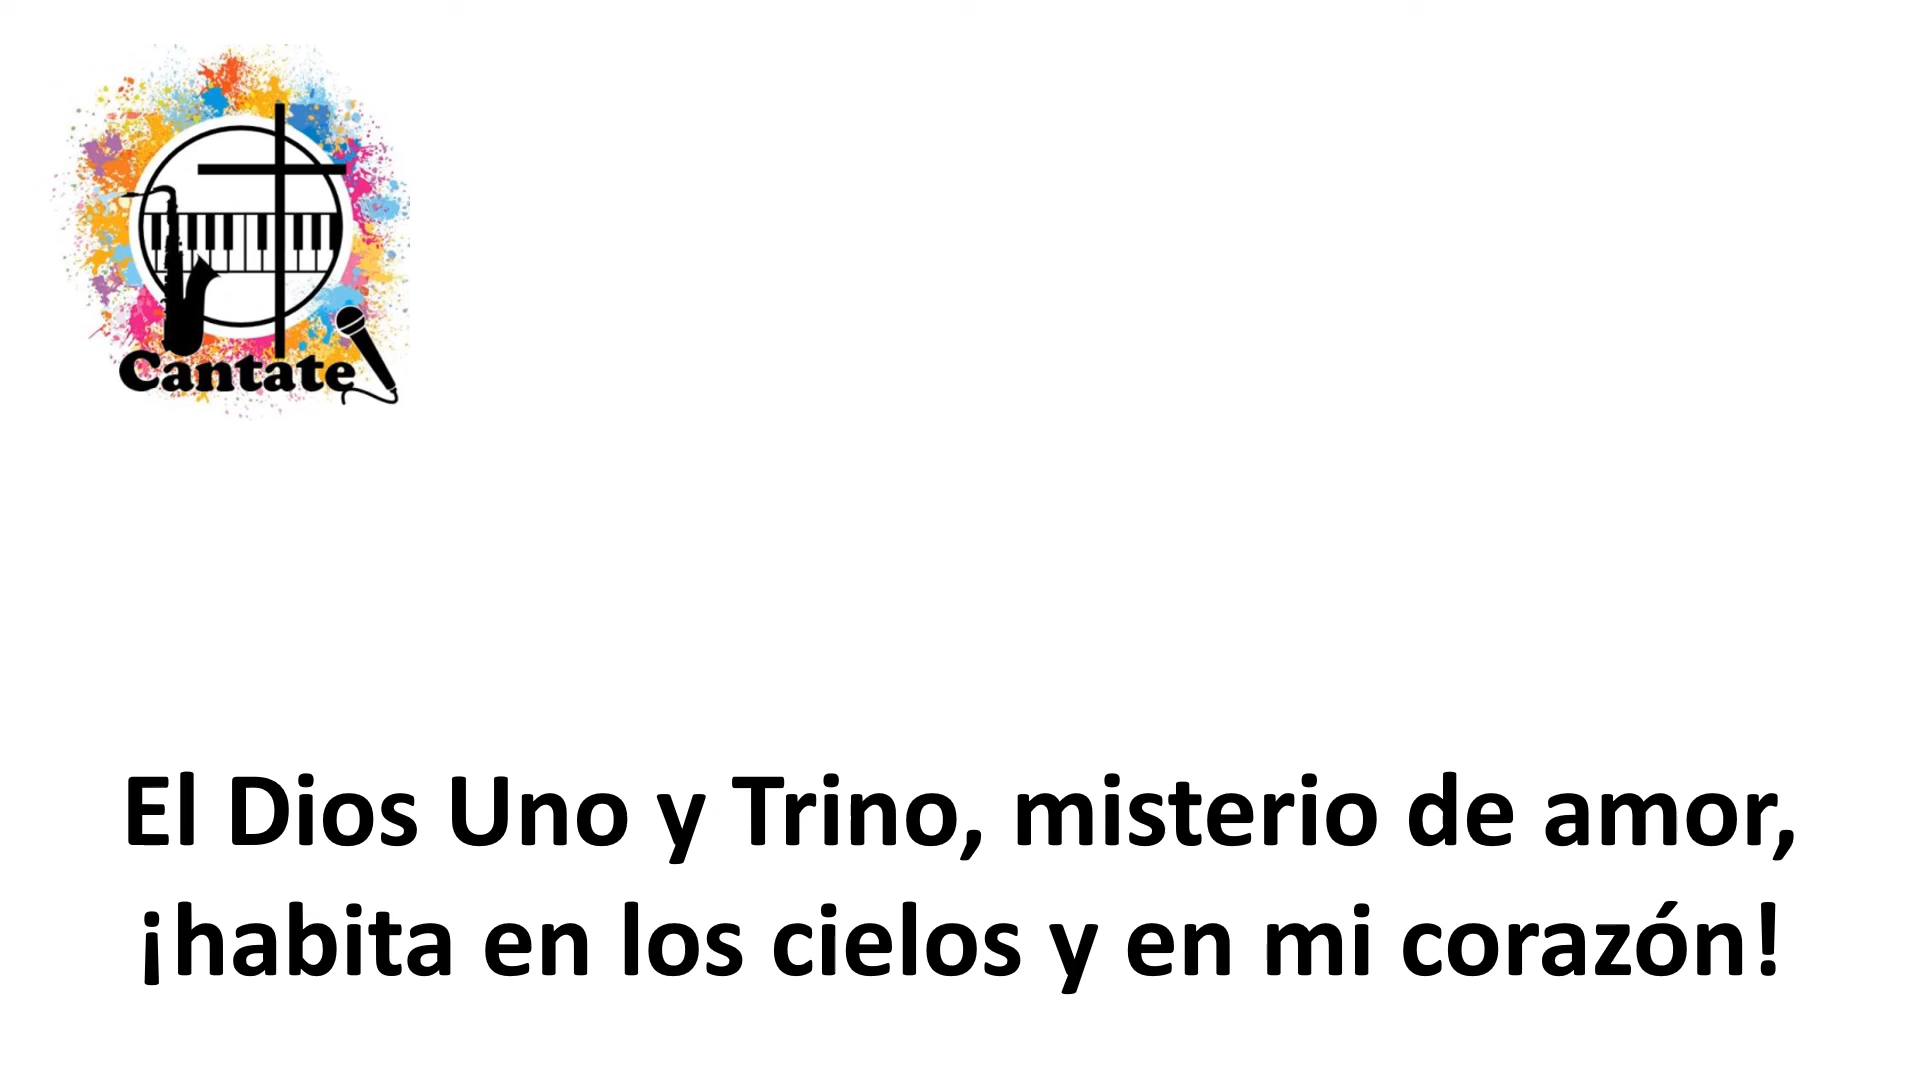 Cantate
El Dios Uno y Trino, misterio de amor,
¡habita en los cielos y en mi corazón!